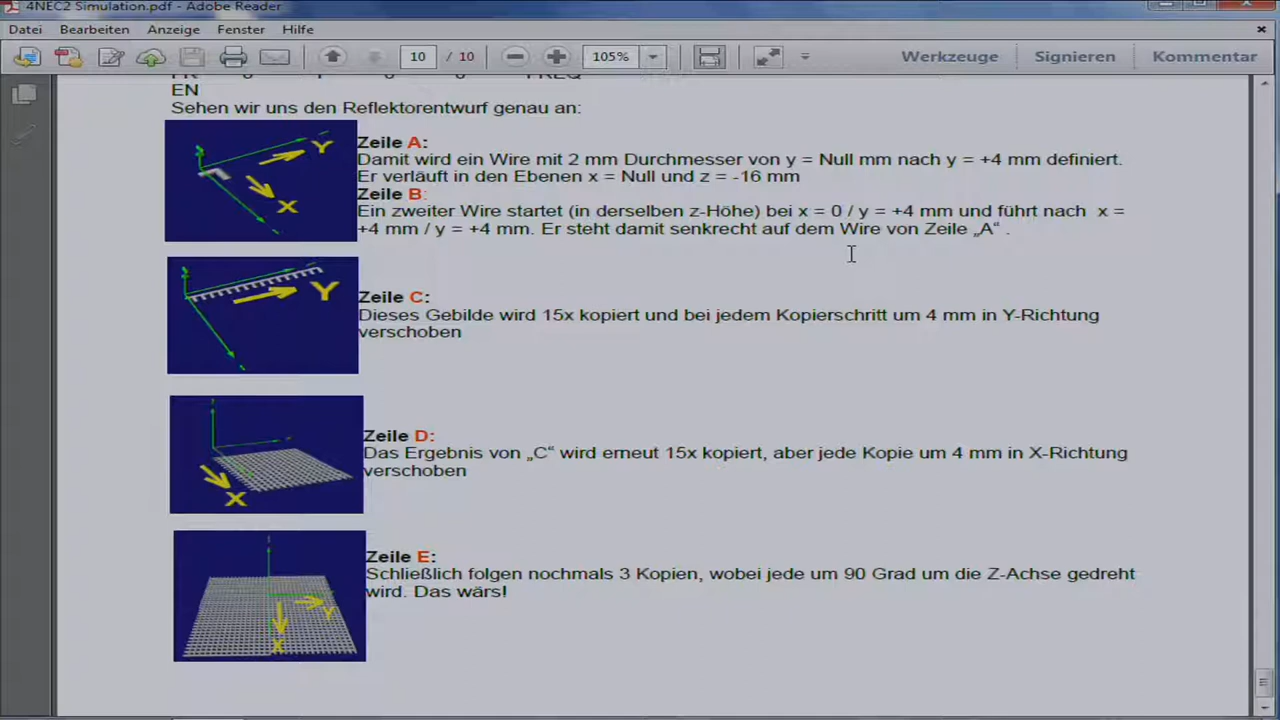 4NEC2 Simulation.pdf - Adobe Reader
Datei Bearbeiten Anzeige Fenster Hilfe
10 / 10 105% Werkzeuge Signieren Kommentar
EN
Sehen wir uns den Reflektorentwurf genau an:
Zeile A:
Damit wird ein Wire mit 2 mm Durchmesser von y = Null mm nach y = +4 mm definiert.
Er verläuft in den Ebenen x = Null und z = -16 mm
Zeile B:
Ein zweiter Wire startet (in derselben z-Höhe) bei x = 0 / y = +4 mm und führt nach x =
+4 mm / y = +4 mm. Er steht damit senkrecht auf dem Wire von Zeile „A“ .
Y
X
Zeile C:
Dieses Gebilde wird 15x kopiert und bei jedem Kopierschritt um 4 mm in Y-Richtung
verschoben
Y
Zeile D:
Das Ergebnis von „C“ wird erneut 15x kopiert, aber jede Kopie um 4 mm in X-Richtung
verschoben
X
Zeile E:
Schließlich folgen nochmals 3 Kopien, wobei jede um 90 Grad um die Z-Achse gedreht
wird. Das wärs!
Y
X